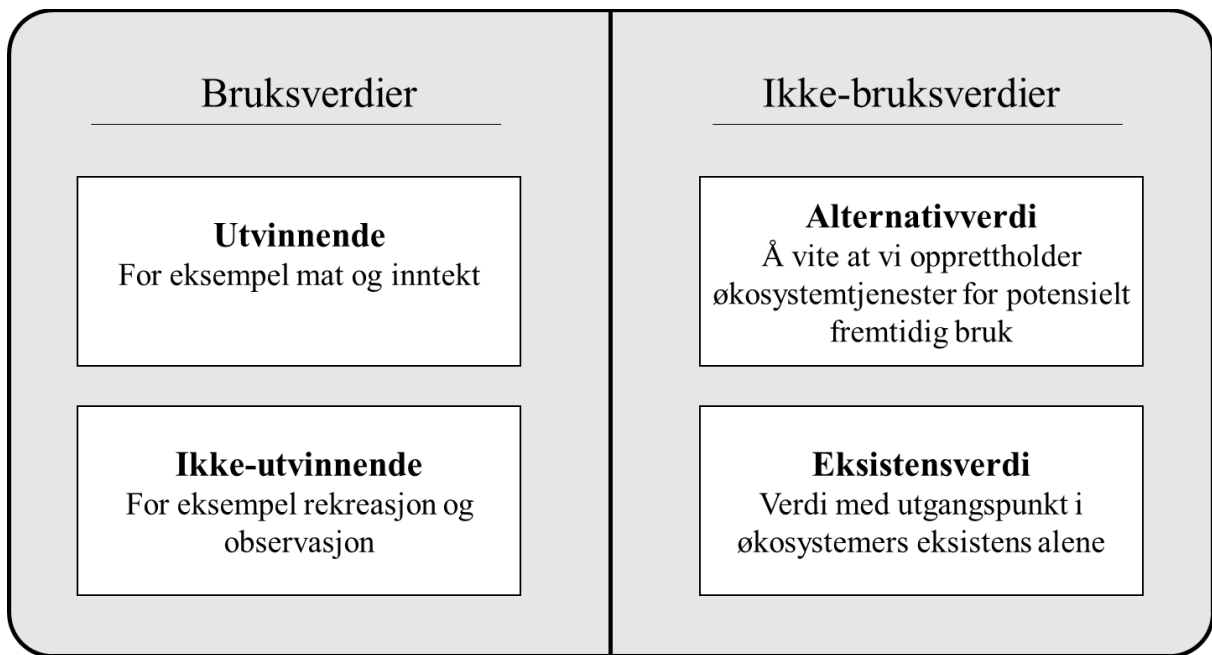 Bruksverdier
Utvinnende
For eksempel mat og inntekt
Ikke-utvinnende
For eksempel rekreasjon og
observasjon
Ikke-bruksverdier
Alternativverdi
Å vite at vi opprettholder
økosystemtjenester for potensielt
fremtidig bruk
Eksistensverdi
Verdi med utgangspunkt i
økosystemers eksistens alene